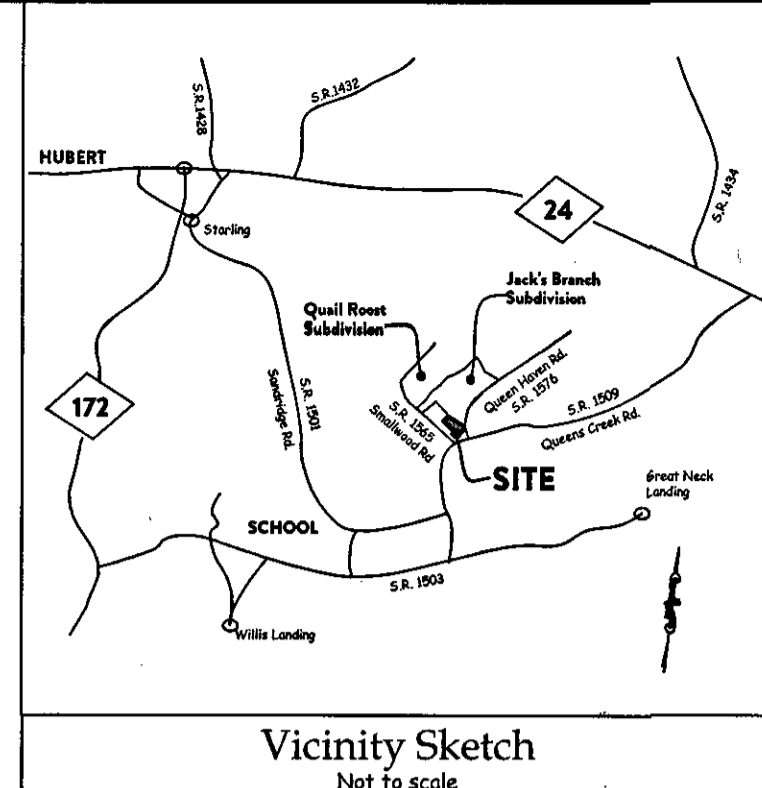 S.R. 1428
S.R. 1432
HUBERT
24
S.R. 1434
Starling
Jack's Branch
Subdivision
Quail Roost
Subdivision
172
Sandridge Rd.
S.R. 1501
S.R. 1565
Smallwood Rd
Queen Haven Rd.
S.R. 1576
S.R. 1509
Queens Creek Rd.
SITE
Great Neck
Landing
SCHOOL
S.R. 1503
Willis Landing
Vicinity Sketch
Not to scale